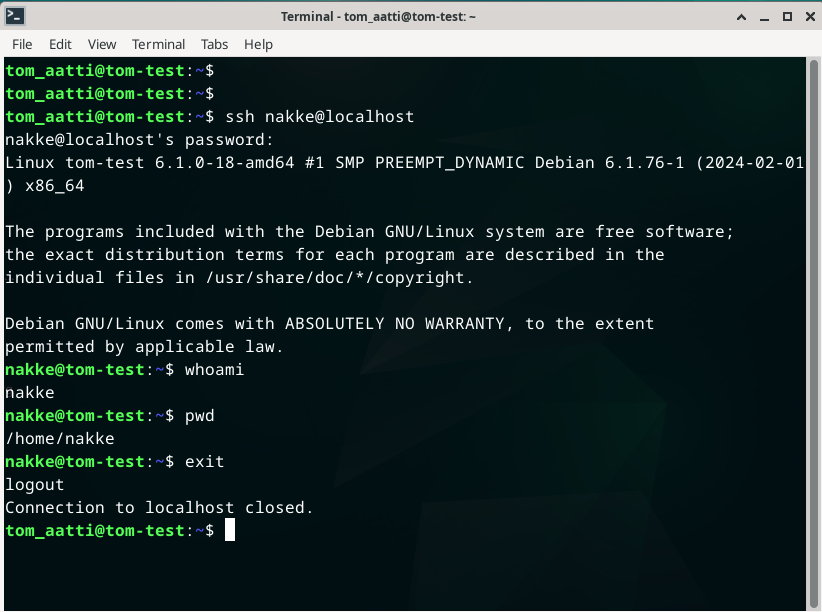 Terminal - tom_aatti@tom-test: ~
File Edit View Terminal Tabs Help
tom_aatti@tom-test:~$
tom_aatti@tom-test:~$
tom_aatti@tom-test:~$ ssh nakke@localhost
nakke@localhost's password:
Linux tom-test 6.1.0-18-amd64 #1 SMP PREEMPT_DYNAMIC Debian 6.1.76-1 (2024-02-01
) x86_64
The programs included with the Debian GNU/Linux system are free software;
the exact distribution terms for each program are described in the
individual files in /usr/share/doc/*/copyright.
Debian GNU/Linux comes with ABSOLUTELY NO WARRANTY, to the extent
permitted by applicable law.
nakke@tom-test:~$ whoami
nakke
nakke@tom-test:~$ pwd
/home/nakke
nakke@tom-test:~$ exit
logout
Connection to localhost closed.
tom_aatti@tom-test:~$